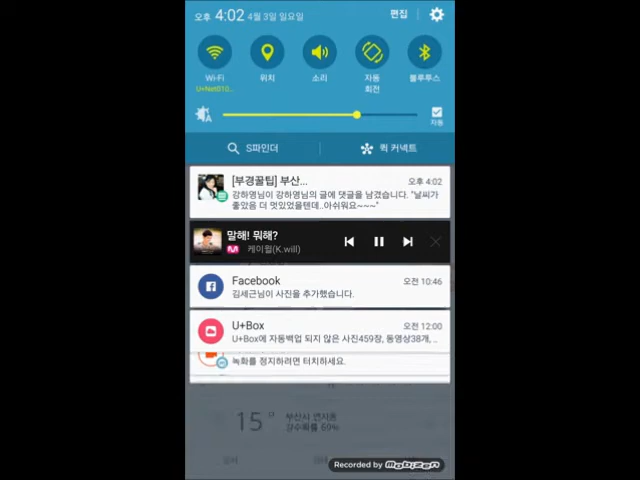 오후 4:02 4월 3일 일요일 편집
Wi-Fi 위치 소리 자동 회전 블루투스
U+Net010...
자동
S파인더 퀵 커넥트
[부경꿀팁] 부산... 오후 4:02
강하영님이 강하영님의 글에 댓글을 남겼습니다. "날씨가
좋았음 더 멋있었을텐데..아쉬워요~~~"
말해! 뭐해?
케이윌(K.will)
Facebook 오전 10:46
김세근님이 사진을 추가했습니다.
U+Box 오전 12:00
U+Box에 자동백업 되지 않은 사진459장, 동영상38개, ..
녹화를 정지하려면 터치하세요.
15 부산시 연지동
강수확률 60%
Recorded by mobizen